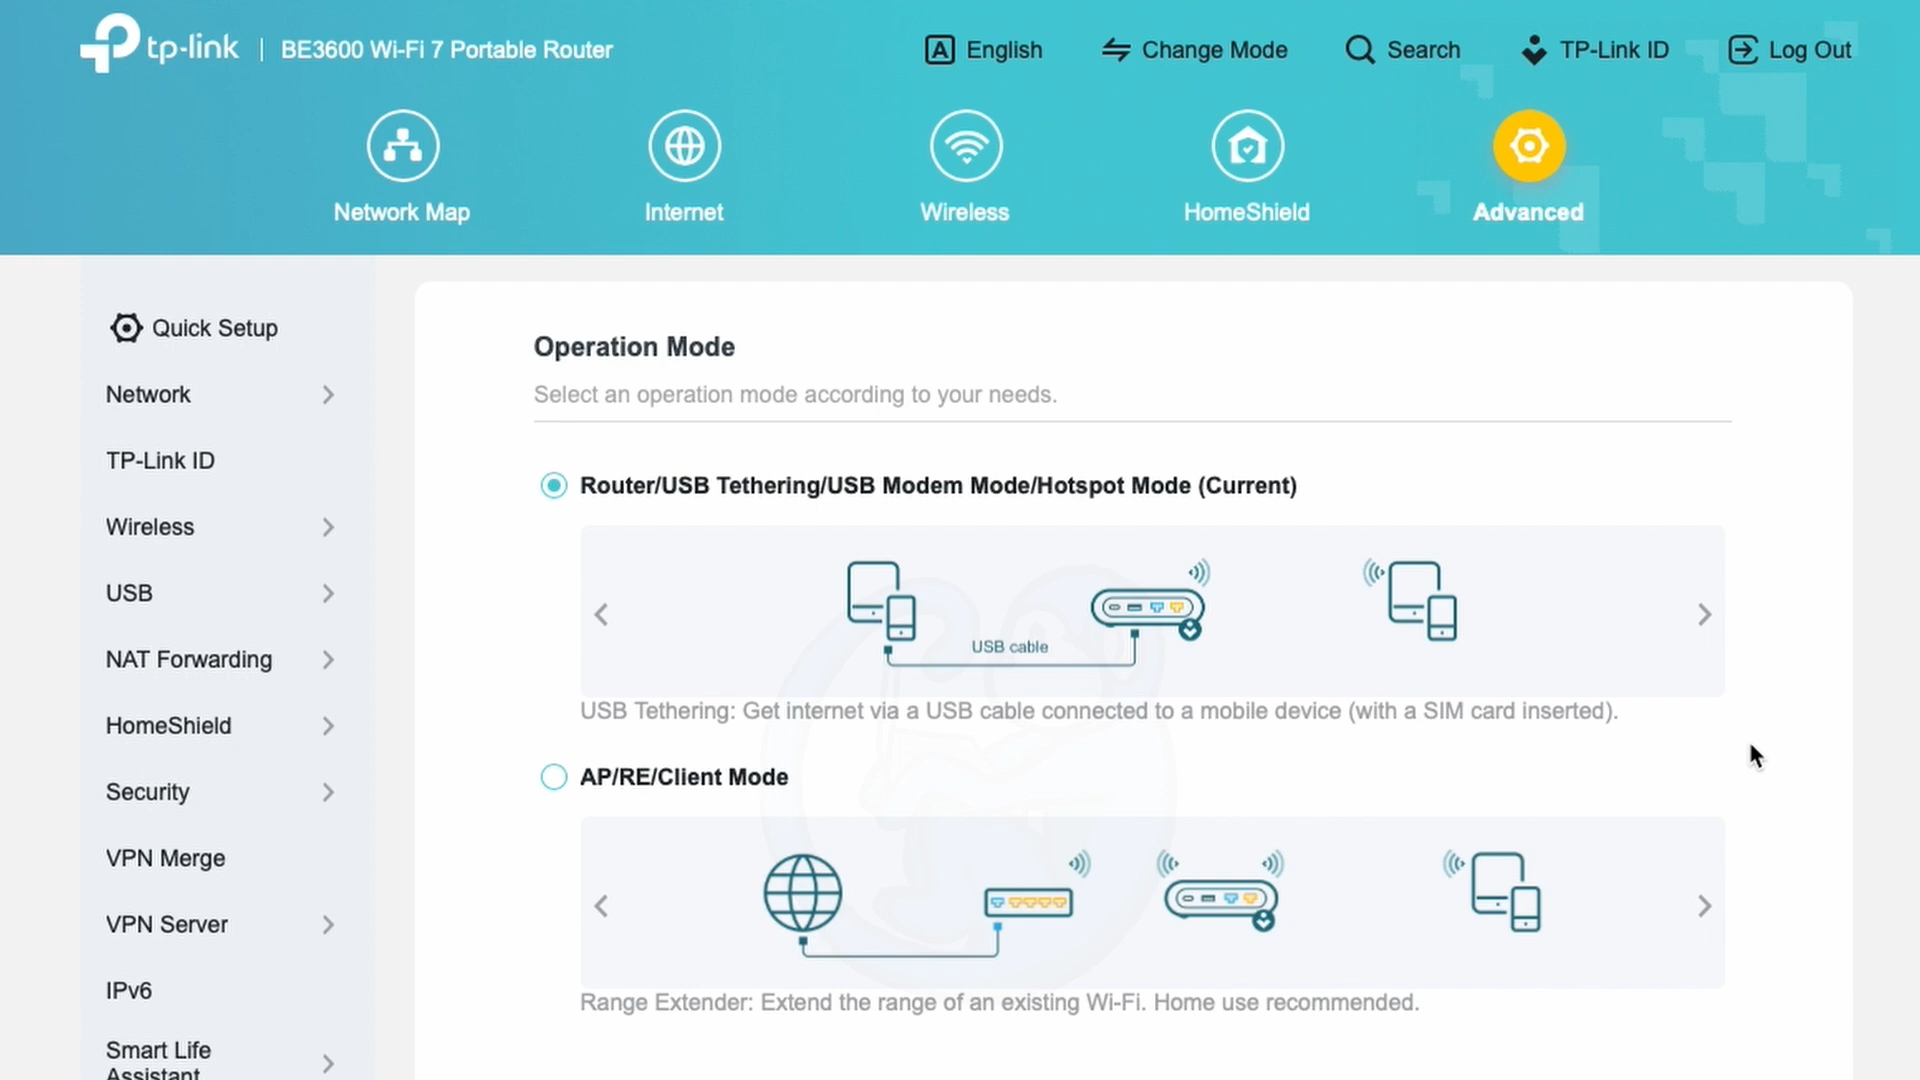 tp-link | BE3600 Wi-Fi 7 Portable Router
English
Change Mode
Search
TP-Link ID
Log Out
Network Map
Internet
Wireless
HomeShield
Advanced
Quick Setup
Network
TP-Link ID
Wireless
USB
NAT Forwarding
HomeShield
Security
VPN Merge
VPN Server
IPv6
Smart Life
Assistant
Operation Mode
Select an operation mode according to your needs.
Router/USB Tethering/USB Modem Mode/Hotspot Mode (Current)
USB cable
USB Tethering: Get internet via a USB cable connected to a mobile device (with a SIM card inserted).
AP/RE/Client Mode
Range Extender: Extend the range of an existing Wi-Fi. Home use recommended.